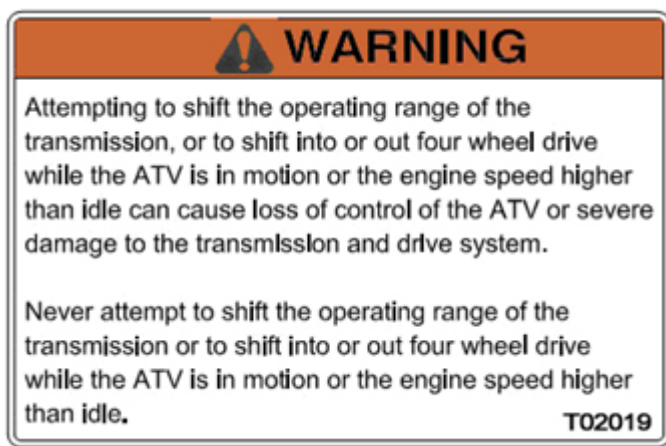 WARNING
Attempting to shift the operating range of the
transmission, or to shift into or out four wheel drive
while the ATV is in motion or the engine speed higher
than idle can cause loss of control of the ATV or severe
damage to the transmission and drive system.
Never attempt to shift the operating range of the
transmission or to shift into or out four wheel drive
while the ATV is in motion or the engine speed higher
than idle.
T02019